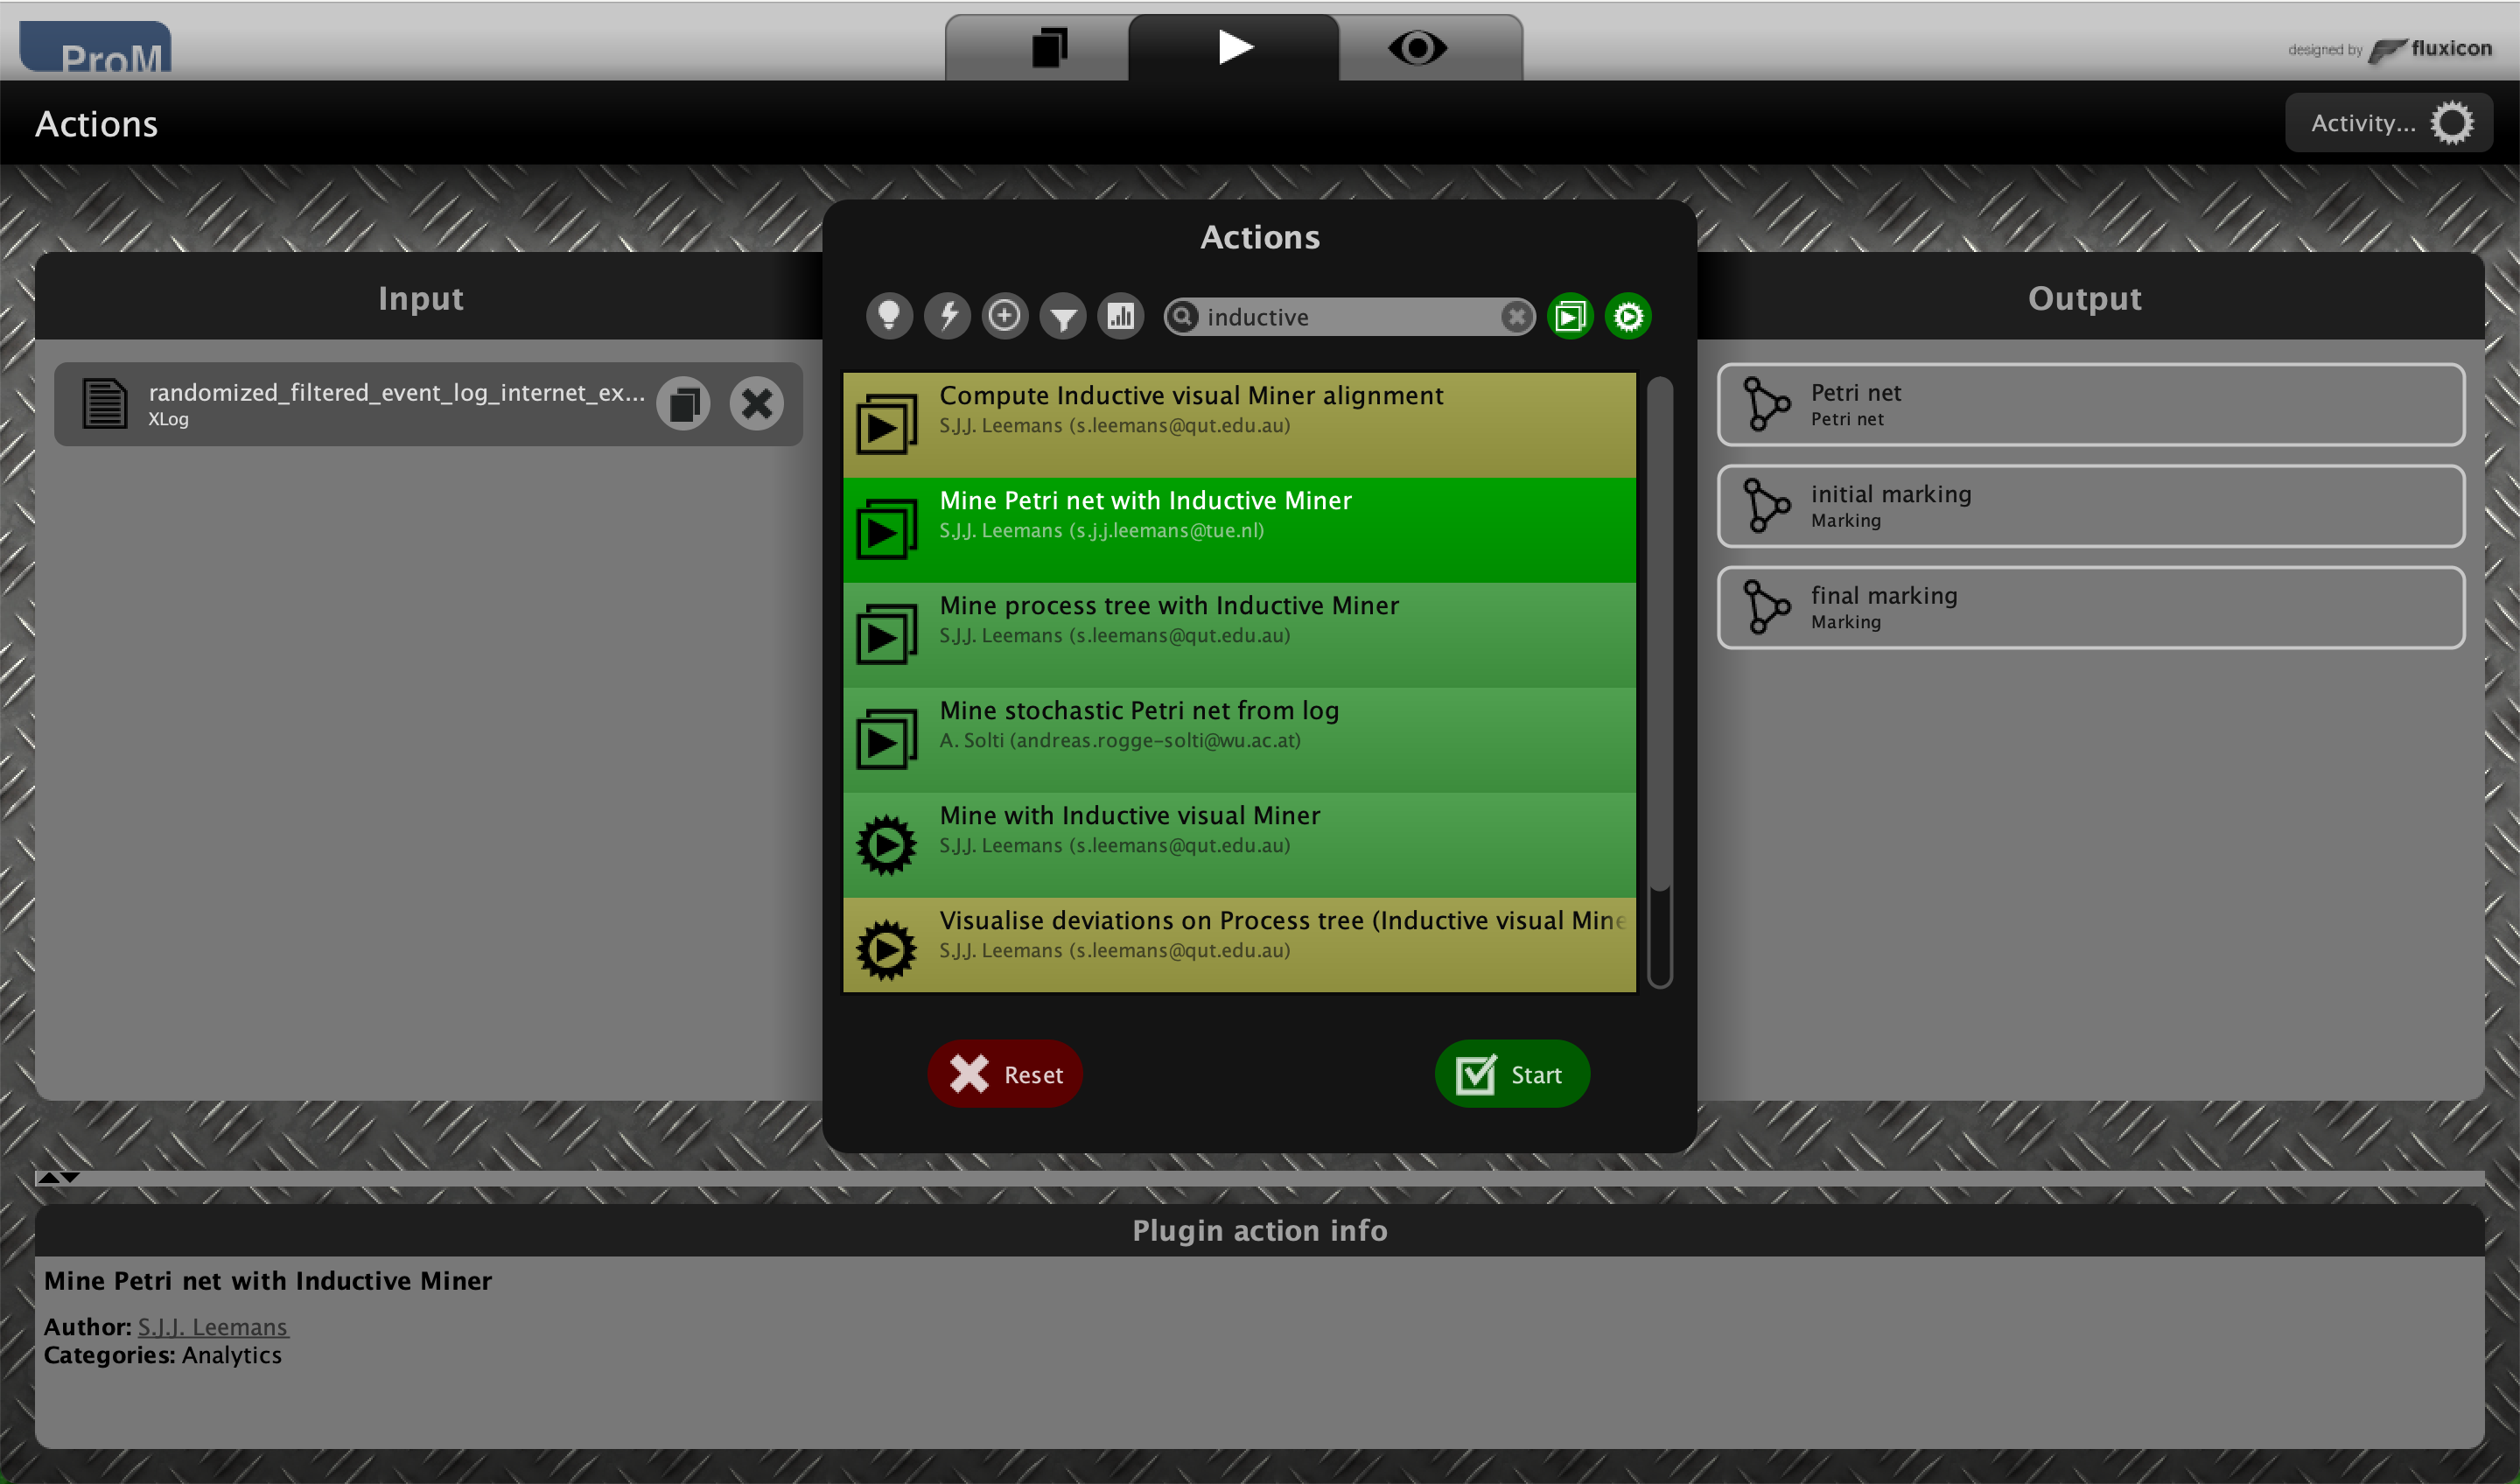 ProM
designed by fluxicon
Actions
Activity...
Input
randomized_filtered_event_log_internet_ex...
XLog
Actions
inductive
Compute Inductive visual Miner alignment
S.J.J. Leemans (s.leemans@qut.edu.au)
Mine Petri net with Inductive Miner
S.J.J. Leemans (s.j.j.leemans@tue.nl)
Mine process tree with Inductive Miner
S.J.J. Leemans (s.leemans@qut.edu.au)
Mine stochastic Petri net from log
A. Solti (andreas.rogge-solti@wu.ac.at)
Mine with Inductive visual Miner
S.J.J. Leemans (s.leemans@qut.edu.au)
Visualise deviations on Process tree (Inductive visual Mine
S.J.J. Leemans (s.leemans@qut.edu.au)
Reset
Start
Output
Petri net
Petri net
initial marking
Marking
final marking
Marking
Plugin action info
Mine Petri net with Inductive Miner
Author: S.J.J. Leemans
Categories: Analytics